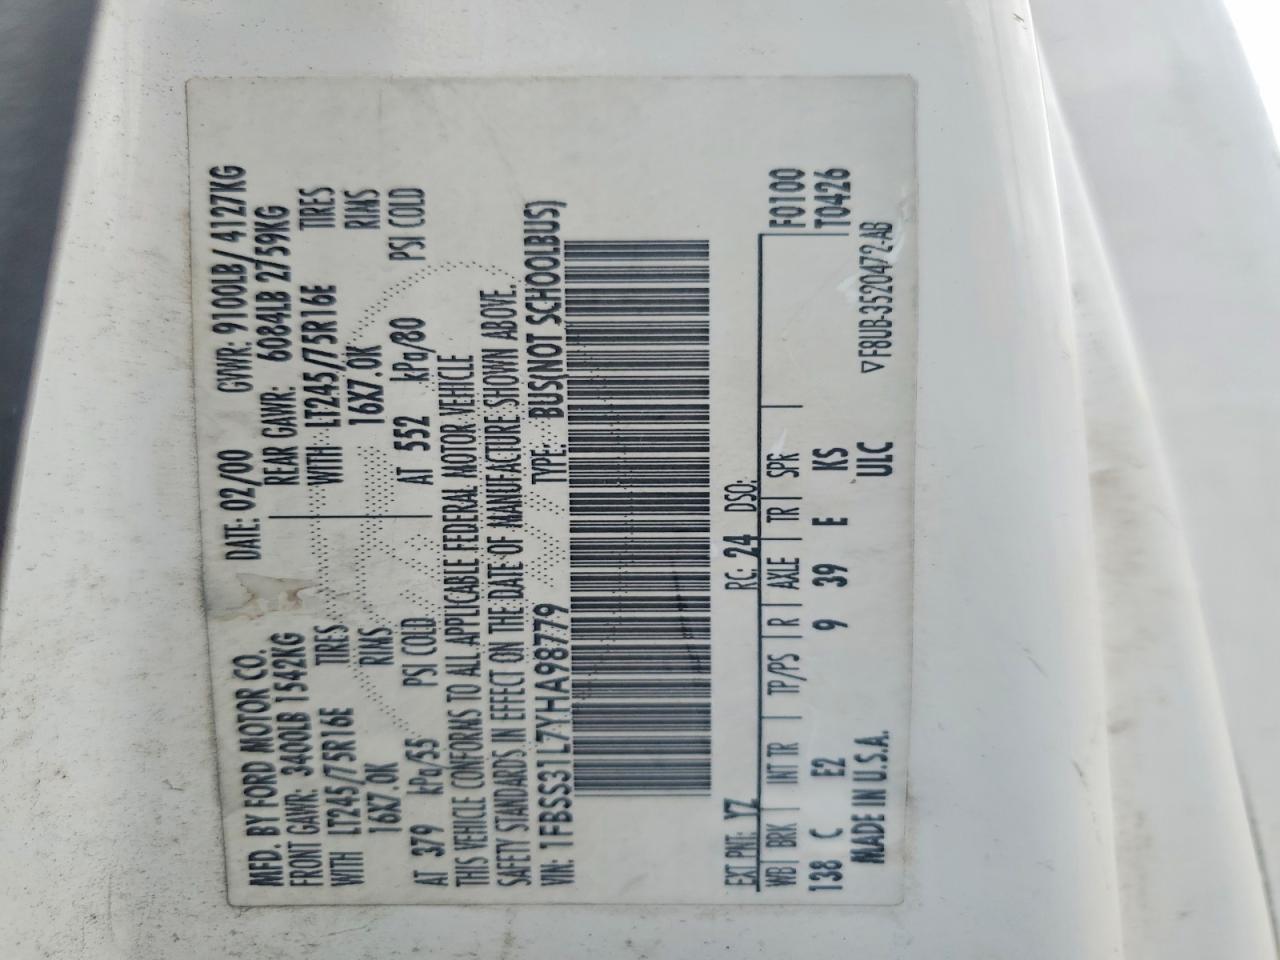 MFD. BY FORD MOTOR CO.
DATE: 02/00 GVWR: 9100LB/ 4127KG
FRONT GAWR: 3400LB 1542KG REAR GAWR: 6084LB 2759KG
WITH LT245/75R16E TIRES WITH LT245/75R16E TIRES
16X7.0K RIMS 16X7.0K RIMS
AT 379 kPa/55 PSI COLD AT 552 kPa/80 PSI COLD
THIS VEHICLE CONFORMS TO ALL APPLICABLE FEDERAL MOTOR VEHICLE
SAFETY STANDARDS IN EFFECT ON THE DATE OF MANUFACTURE SHOWN ABOVE.
VIN: 1FBSS31L7YHA98779 TYPE: BUS(NOT SCHOOLBUS)
EXT PNT: YZ RC: 24 DSO:
WB BRK INT TR TP/PS R AXLE TR SPR F0100
138 C E2 9 39 E KS T0426
MADE IN U.S.A. ULC ▽F8UB-3520472-AB